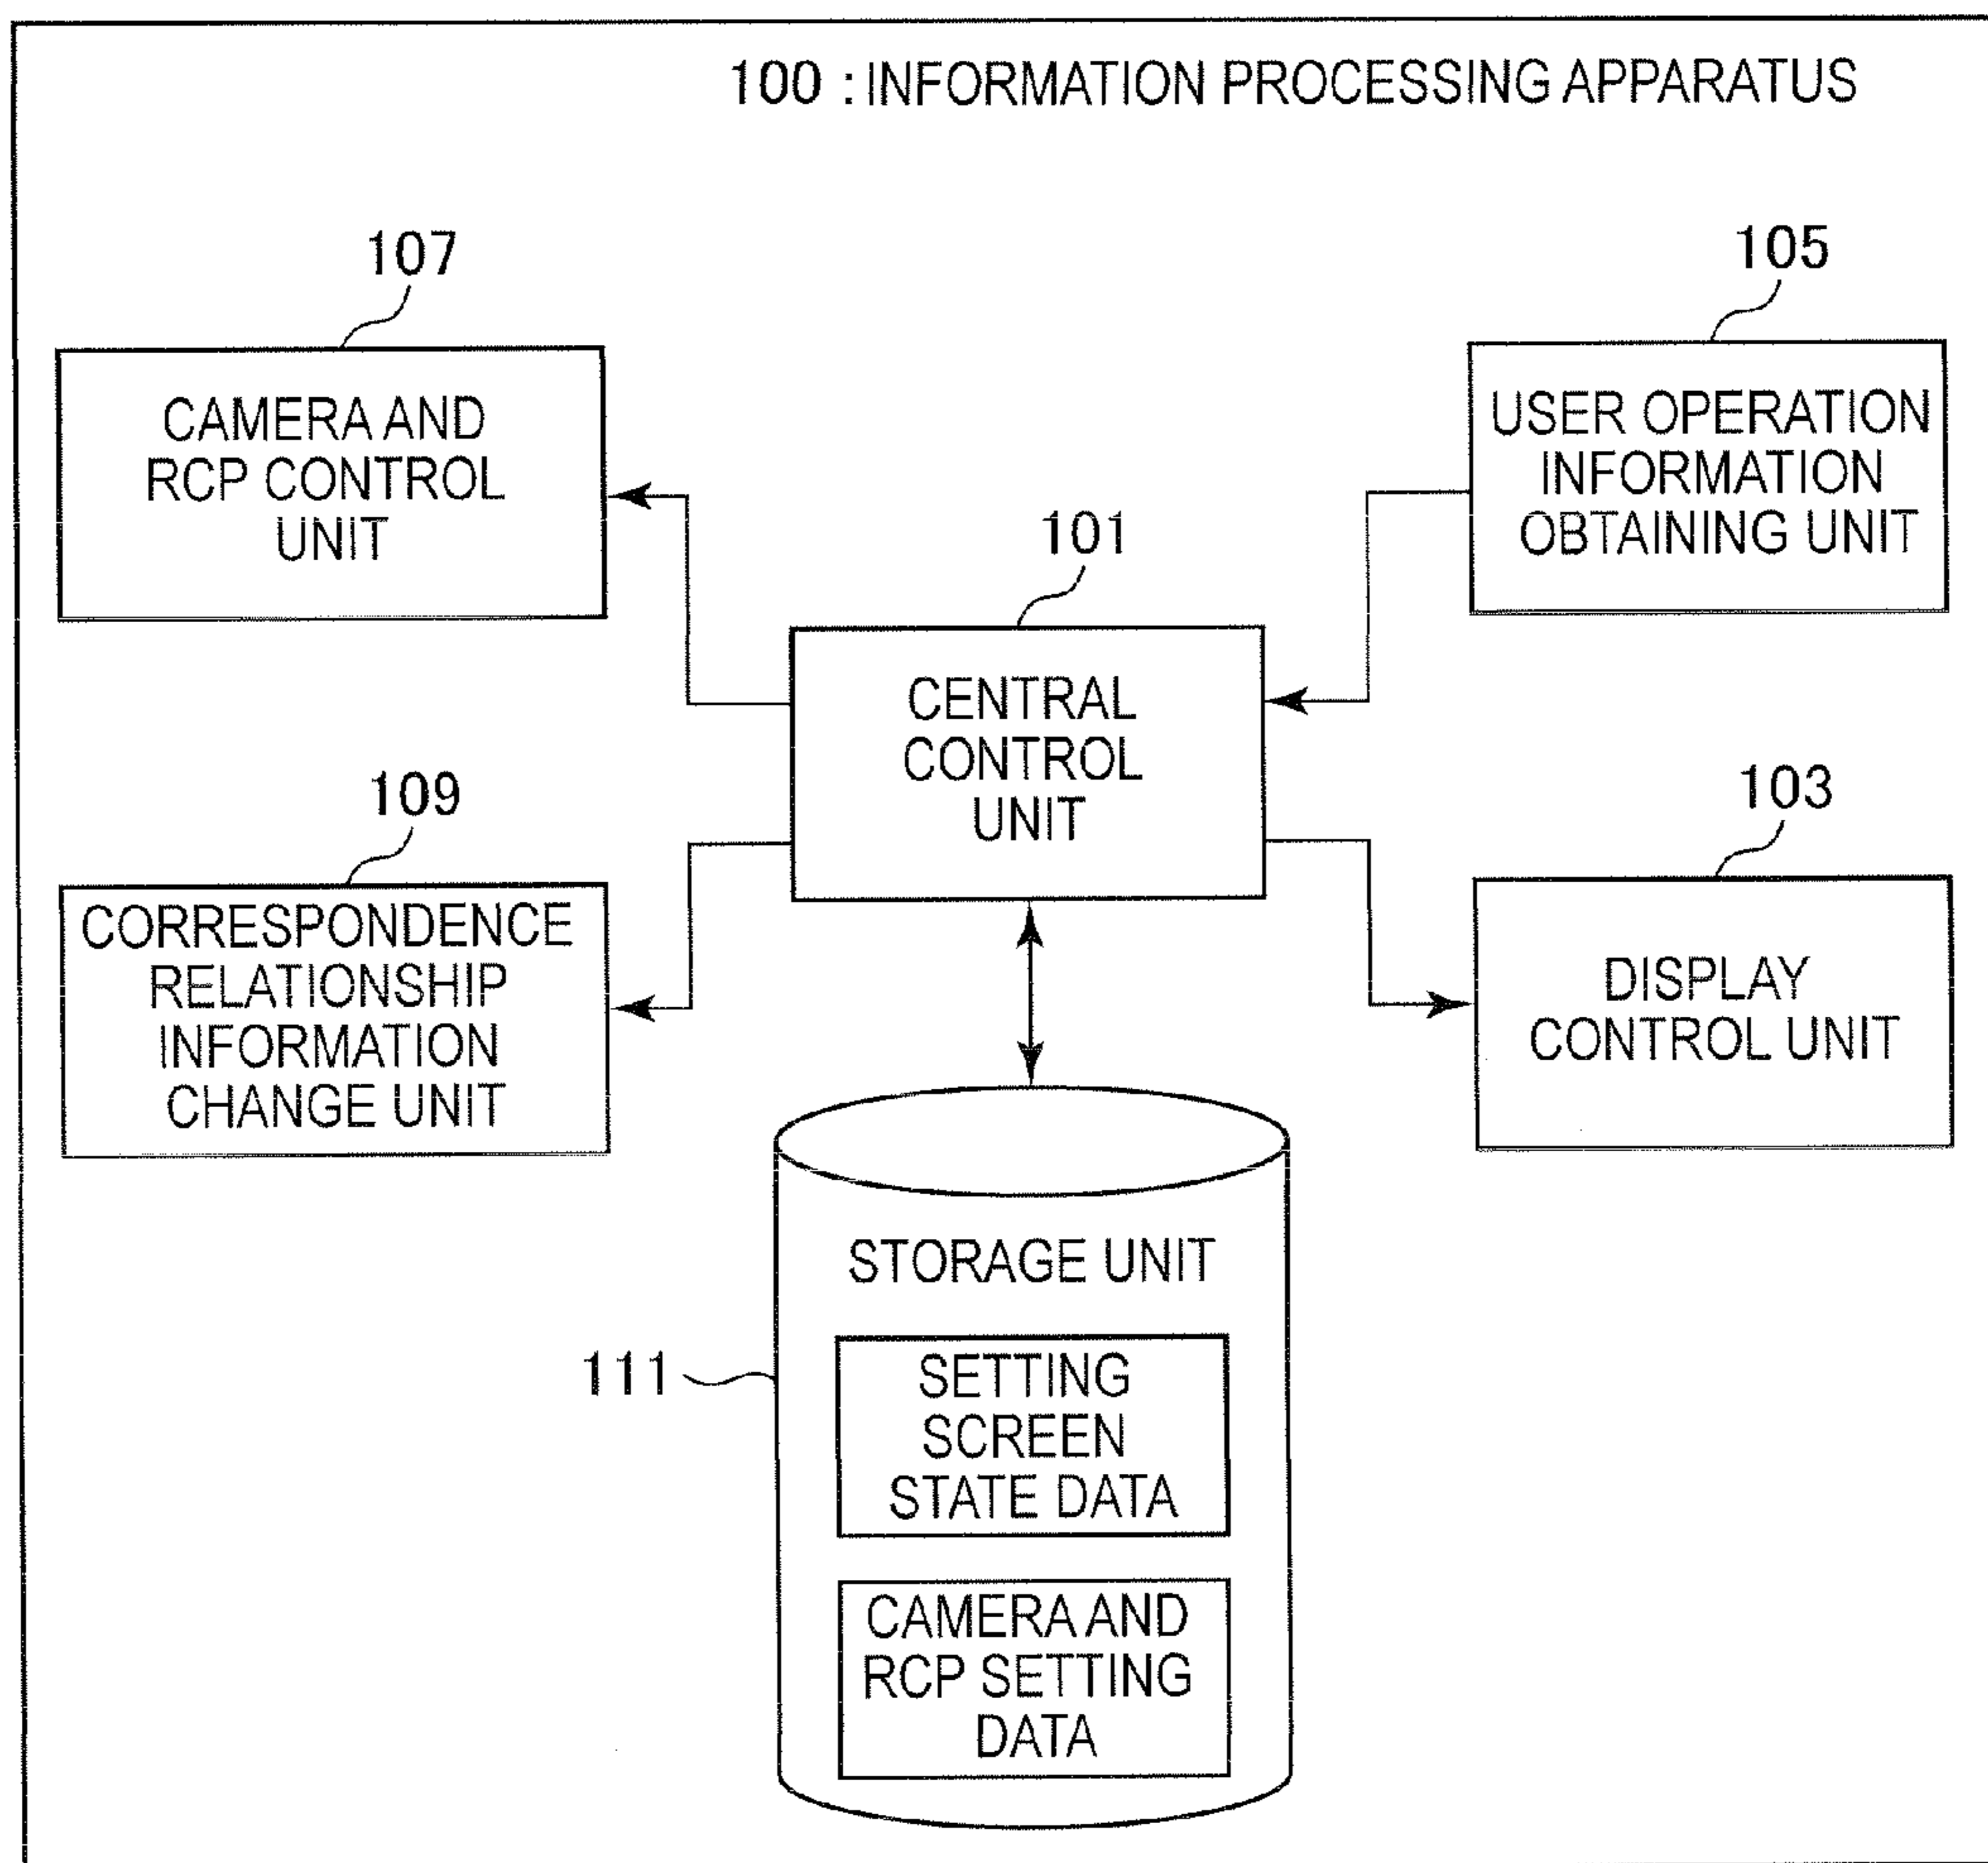 100 : INFORMATION PROCESSING APPARATUS
107
CAMERA AND
RCP CONTROL
UNIT
105
USER OPERATION
INFORMATION
OBTAINING UNIT
101
CENTRAL
CONTROL
UNIT
109
CORRESPONDENCE
RELATIONSHIP
INFORMATION
CHANGE UNIT
103
DISPLAY
CONTROL UNIT
STORAGE UNIT
111
SETTING
SCREEN
STATE DATA
CAMERA AND
RCP SETTING
DATA